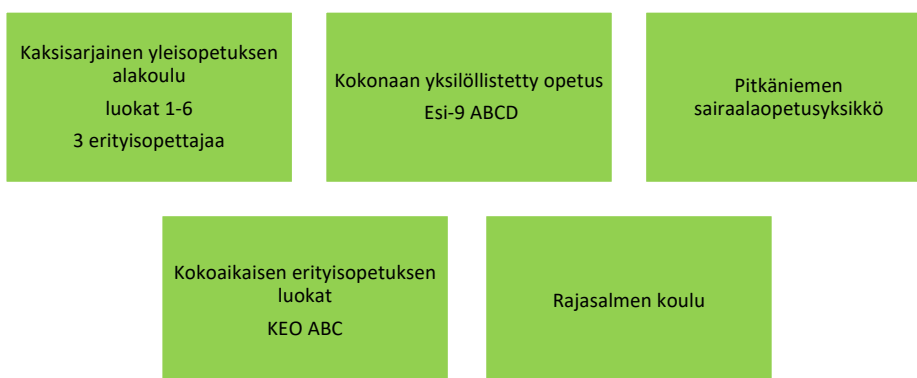 Kaksisarjainen yleisopetuksen
alakoulu
luokat 1-6
3 erityisopettajaa
Kokonaan yksilöllistetty opetus
Esi-9 ABCD
Pitkäniemen
sairaalaopetusyksikkö
Kokoaikaisen erityisopetuksen
luokat
KEO ABC
Rajasalmen koulu